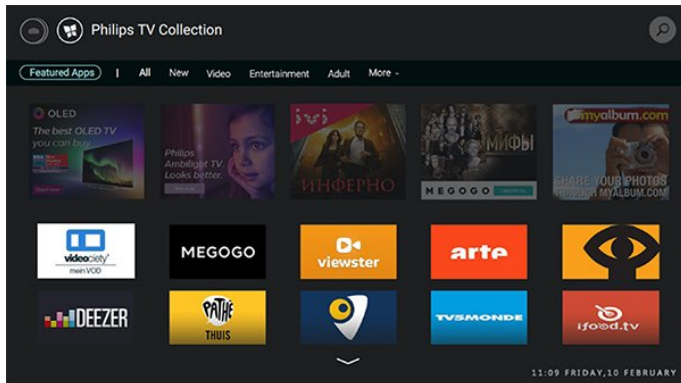 Philips TV Collection
Featured Apps | All New Video Entertainment Adult More
OLED
The best OLED TV
you can buy
Philips
Ambilight TV.
Looks better.
ivi
ИНФЕРНО
МИФЫ
MEGOGO
myalbum.com
SHARE YOUR PHOTOS
THROUGH MYALBUM.COM
videociety
mein VOD
MEGOGO
viewster
arte
DEEZER
PATHÉ
THUIS
TV5MONDE
ifood.tv
11:09 FRIDAY,10 FEBRUARY